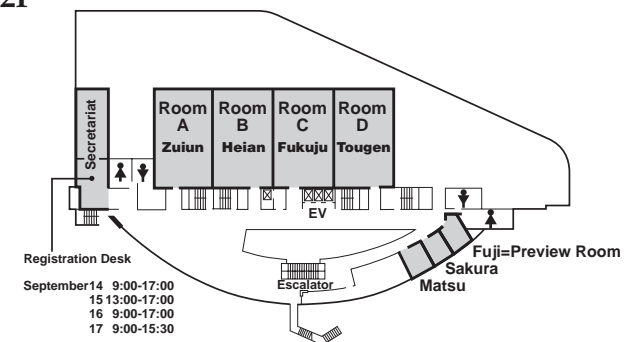 2F
Secretariat
Room A Zuiun
Room B Heian
Room C Fukuju
Room D Tougen
EV
Registration Desk
Escalator
Fuji=Preview Room
Sakura
Matsu
September14 9:00-17:00
15 13:00-17:00
16 9:00-17:00
17 9:00-15:30